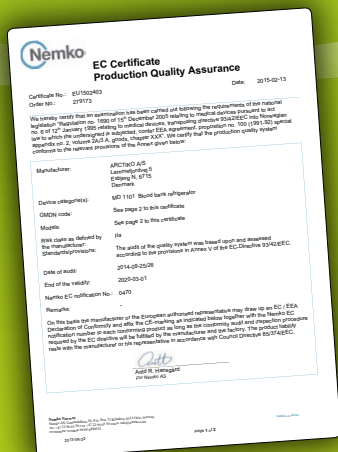 Nemko
EC Certificate
Production Quality Assurance
Certificate No.: EU1502403
Date: 2015-02-13
Order No.: 279173
We hereby certify that an examination has been carried out following the requirements of the national
legislation "Regulation no. 1690 of 15th December 2005 relating to medical devices pursuant to act
no. 6 of 12th January 1995 relating to medical devices, transposing directive 93/42/EEC into Norwegian
law to which the undersigned is subjected, confer EEA agreement, proposition no. 100 (1991-92) special
appendix no. 2, volume 2A/3 A, goods, chapter XXX". We certify that the production quality system
conforms to the relevant provisions of the Annex given below:
Manufacturer: ARCTIKO A/S
Lammefjordvej 5
Esbjerg N, 6715
Denmark
Device categorie(s): MD 1101 Blood bank refrigerator
GMDN code: See page 2 to this certificate
Models: See page 2 to this certificate
Risk class as defined by
the manufacturer: IIa
Standards/provisions: The audit of the quality system was based upon and assessed
according to the provisions in Annex V of the EC-Directive 93/42/EEC.
Date of audit: 2014-09-25/26
End of the validity: 2020-03-01
Nemko EC notification No.: 0470
Remarks: -
On this basis the manufacturer of the European authorised representative may draw up an EC / EEA
Declaration of Conformity and affix the CE-marking as indicated below together with the Nemko EC
notification number to each conformed product as long as the conformity audit and inspection procedure
required by the EC directive will be fulfilled by the manufacturer and the factory. The product liability
rests with the manufacturer or his representative in accordance with Council Directive 85/374/EEC.
Arild R. Hansgård
for Nemko AS
Nemko Norway
page 1 of 2